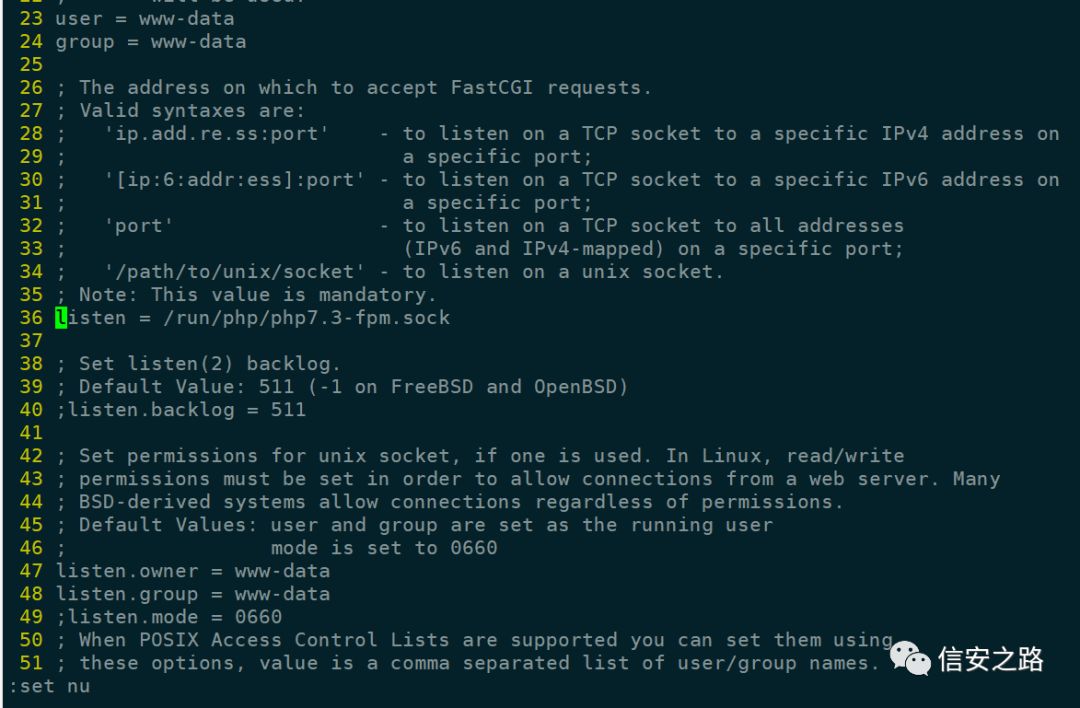 23 user = www-data
24 group = www-data
25
26 ; The address on which to accept FastCGI requests.
27 ; Valid syntaxes are:
28 ;   'ip.add.re.ss:port'    - to listen on a TCP socket to a specific IPv4 address on
29 ;                            a specific port;
30 ;   '[ip:6:addr:ess]:port' - to listen on a TCP socket to a specific IPv6 address on
31 ;                            a specific port;
32 ;   'port'                 - to listen on a TCP socket to all addresses
33 ;                            (IPv6 and IPv4-mapped) on a specific port;
34 ;   '/path/to/unix/socket' - to listen on a unix socket.
35 ; Note: This value is mandatory.
36 listen = /run/php/php7.3-fpm.sock
37
38 ; Set listen(2) backlog.
39 ; Default Value: 511 (-1 on FreeBSD and OpenBSD)
40 ;listen.backlog = 511
41
42 ; Set permissions for unix socket, if one is used. In Linux, read/write
43 ; permissions must be set in order to allow connections from a web server. Many
44 ; BSD-derived systems allow connections regardless of permissions.
45 ; Default Values: user and group are set as the running user
46 ;                 mode is set to 0660
47 listen.owner = www-data
48 listen.group = www-data
49 ;listen.mode = 0660
50 ; When POSIX Access Control Lists are supported you can set them using
51 ; these options, value is a comma separated list of user/group names.
信安之路
:set nu